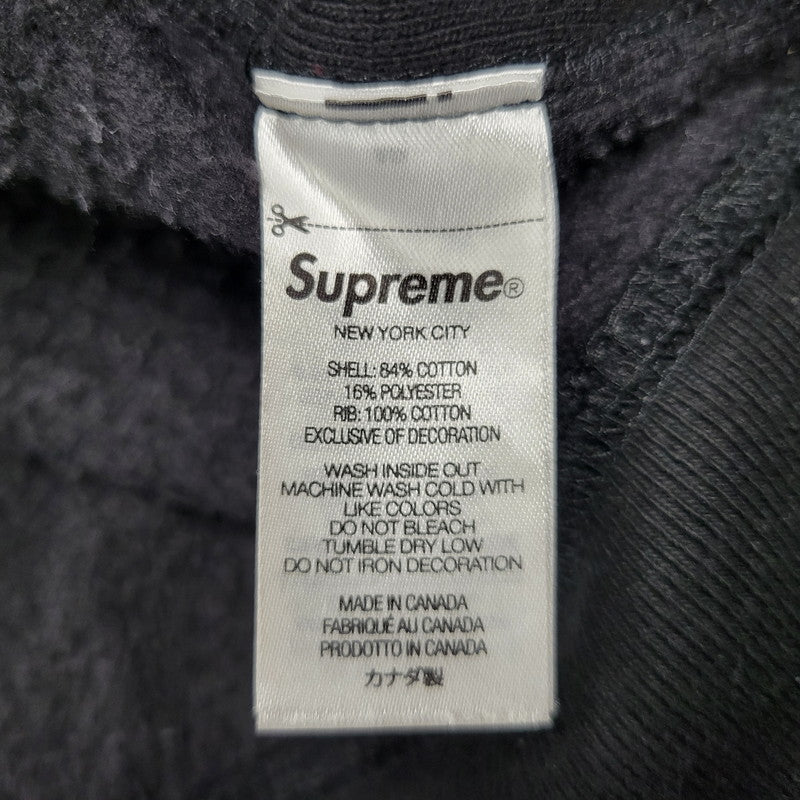 Supreme®
NEW YORK CITY
SHELL: 84% COTTON
16% POLYESTER
RIB: 100% COTTON
EXCLUSIVE OF DECORATION
WASH INSIDE OUT
MACHINE WASH COLD WITH
LIKE COLORS
DO NOT BLEACH
TUMBLE DRY LOW
DO NOT IRON DECORATION
MADE IN CANADA
FABRIQUÉ AU CANADA
PRODOTTO IN CANADA
カナダ製